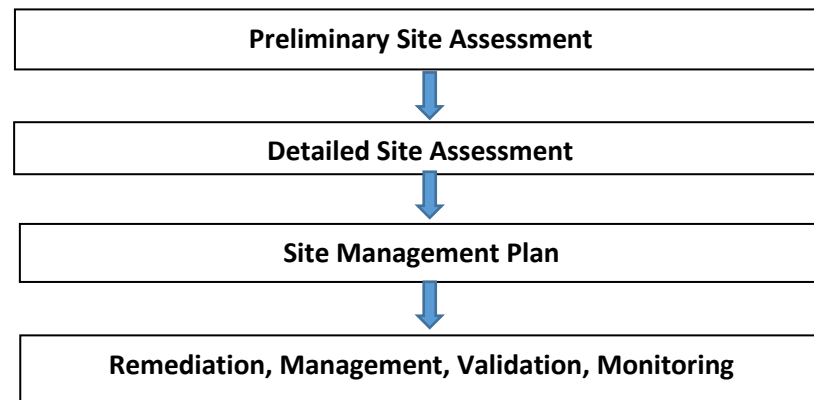 Preliminary Site Assessment
Detailed Site Assessment
Site Management Plan
Remediation, Management, Validation, Monitoring